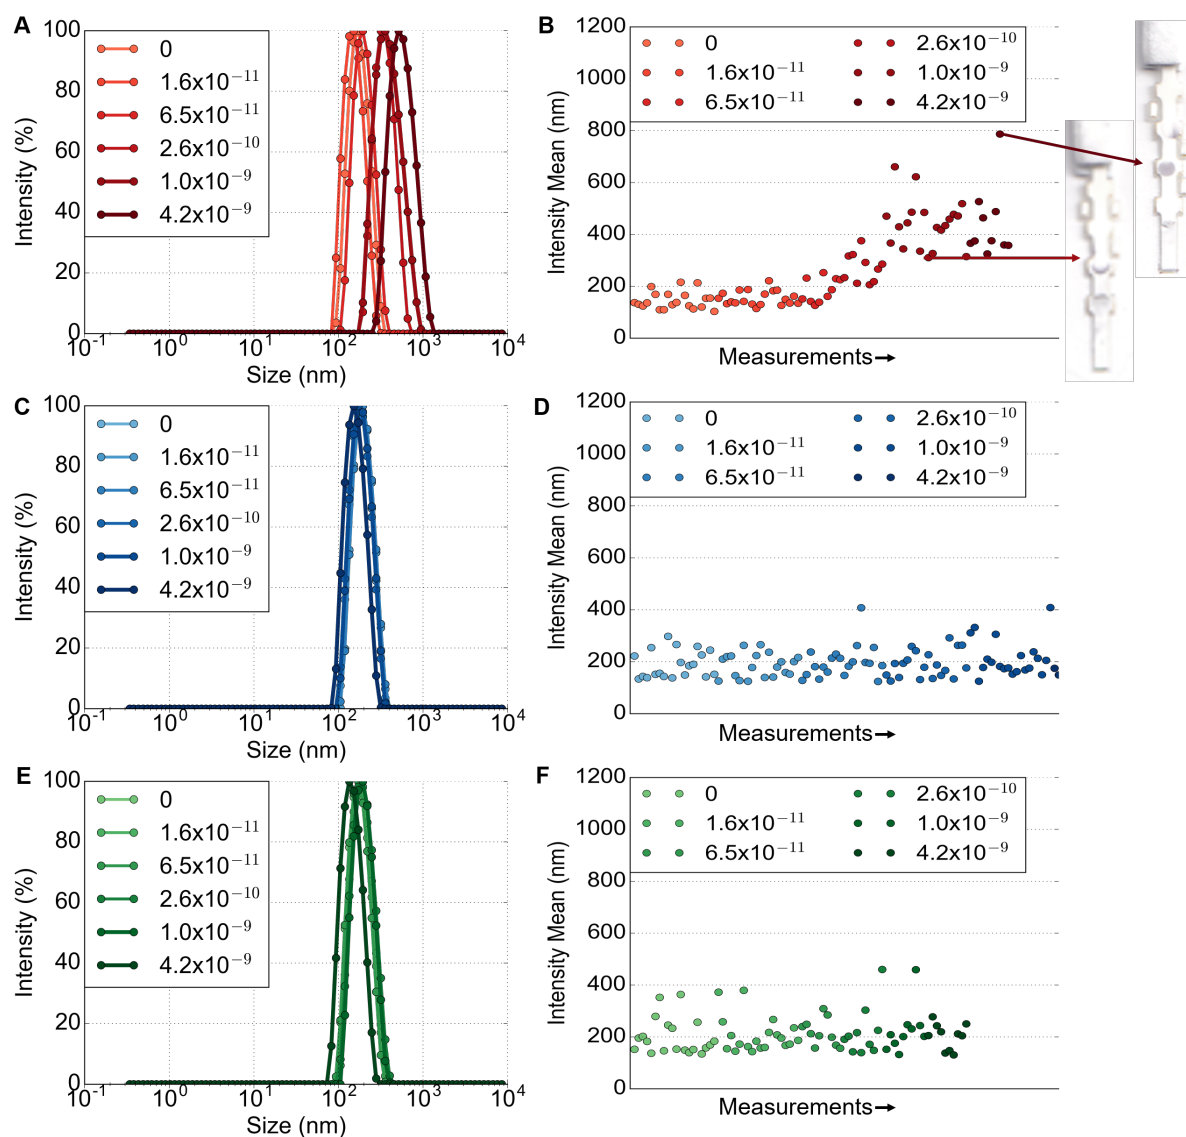 A
100
80
60
40
20
0
Intensity (%)
0
1.6x10⁻¹¹
6.5x10⁻¹¹
2.6x10⁻¹⁰
1.0x10⁻⁹
4.2x10⁻⁹
10⁻¹ 10⁰ 10¹ 10² 10³ 10⁴
Size (nm)
B
1200
1000
800
600
400
200
0
Intensity Mean (nm)
0 2.6x10⁻¹⁰
1.6x10⁻¹¹ 1.0x10⁻⁹
6.5x10⁻¹¹ 4.2x10⁻⁹
Measurements→
C
100
80
60
40
20
0
Intensity (%)
0
1.6x10⁻¹¹
6.5x10⁻¹¹
2.6x10⁻¹⁰
1.0x10⁻⁹
4.2x10⁻⁹
10⁻¹ 10⁰ 10¹ 10² 10³ 10⁴
Size (nm)
D
1200
1000
800
600
400
200
0
Intensity Mean (nm)
0 2.6x10⁻¹⁰
1.6x10⁻¹¹ 1.0x10⁻⁹
6.5x10⁻¹¹ 4.2x10⁻⁹
Measurements→
E
100
80
60
40
20
0
Intensity (%)
0
1.6x10⁻¹¹
6.5x10⁻¹¹
2.6x10⁻¹⁰
1.0x10⁻⁹
4.2x10⁻⁹
10⁻¹ 10⁰ 10¹ 10² 10³ 10⁴
Size (nm)
F
1200
1000
800
600
400
200
0
Intensity Mean (nm)
0 2.6x10⁻¹⁰
1.6x10⁻¹¹ 1.0x10⁻⁹
6.5x10⁻¹¹ 4.2x10⁻⁹
Measurements→